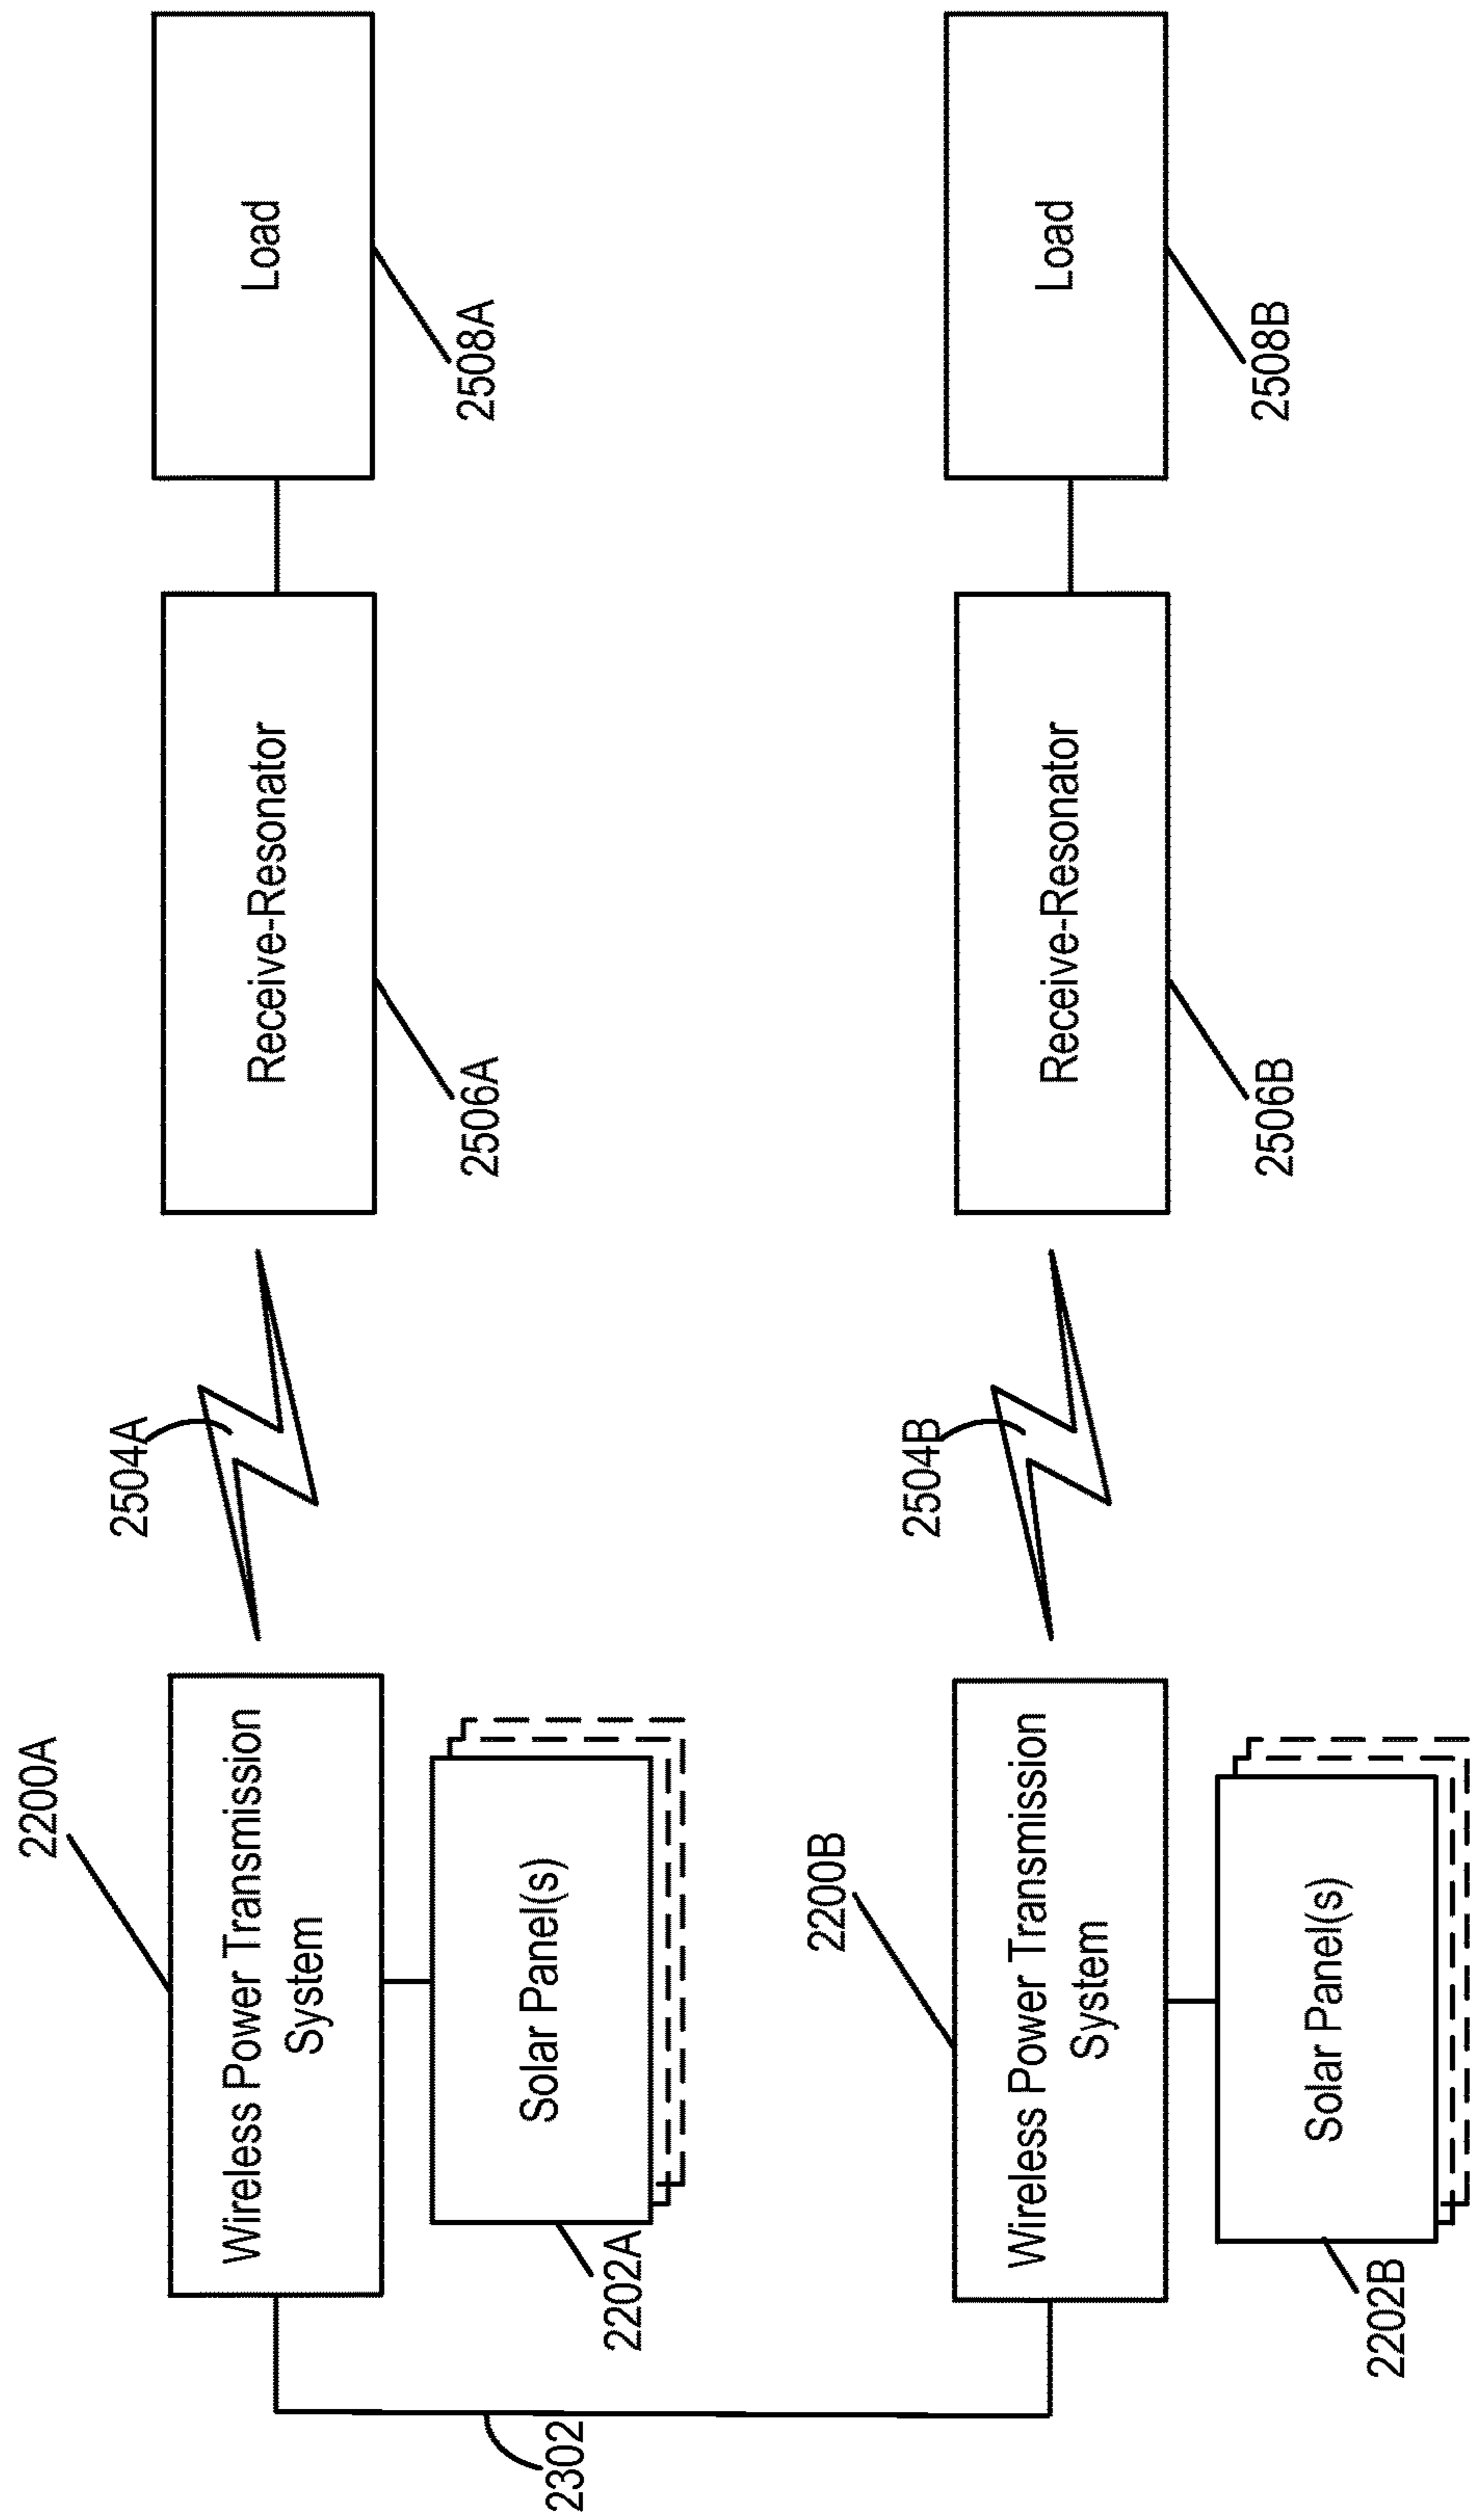 2200A
Wireless Power Transmission
System
Solar Panel(s)
2202A
2504A
Receive-Resonator
2506A
Load
2508A
2302
2200B
Wireless Power Transmission
System
Solar Panel(s)
2202B
2504B
Receive-Resonator
2506B
Load
2508B